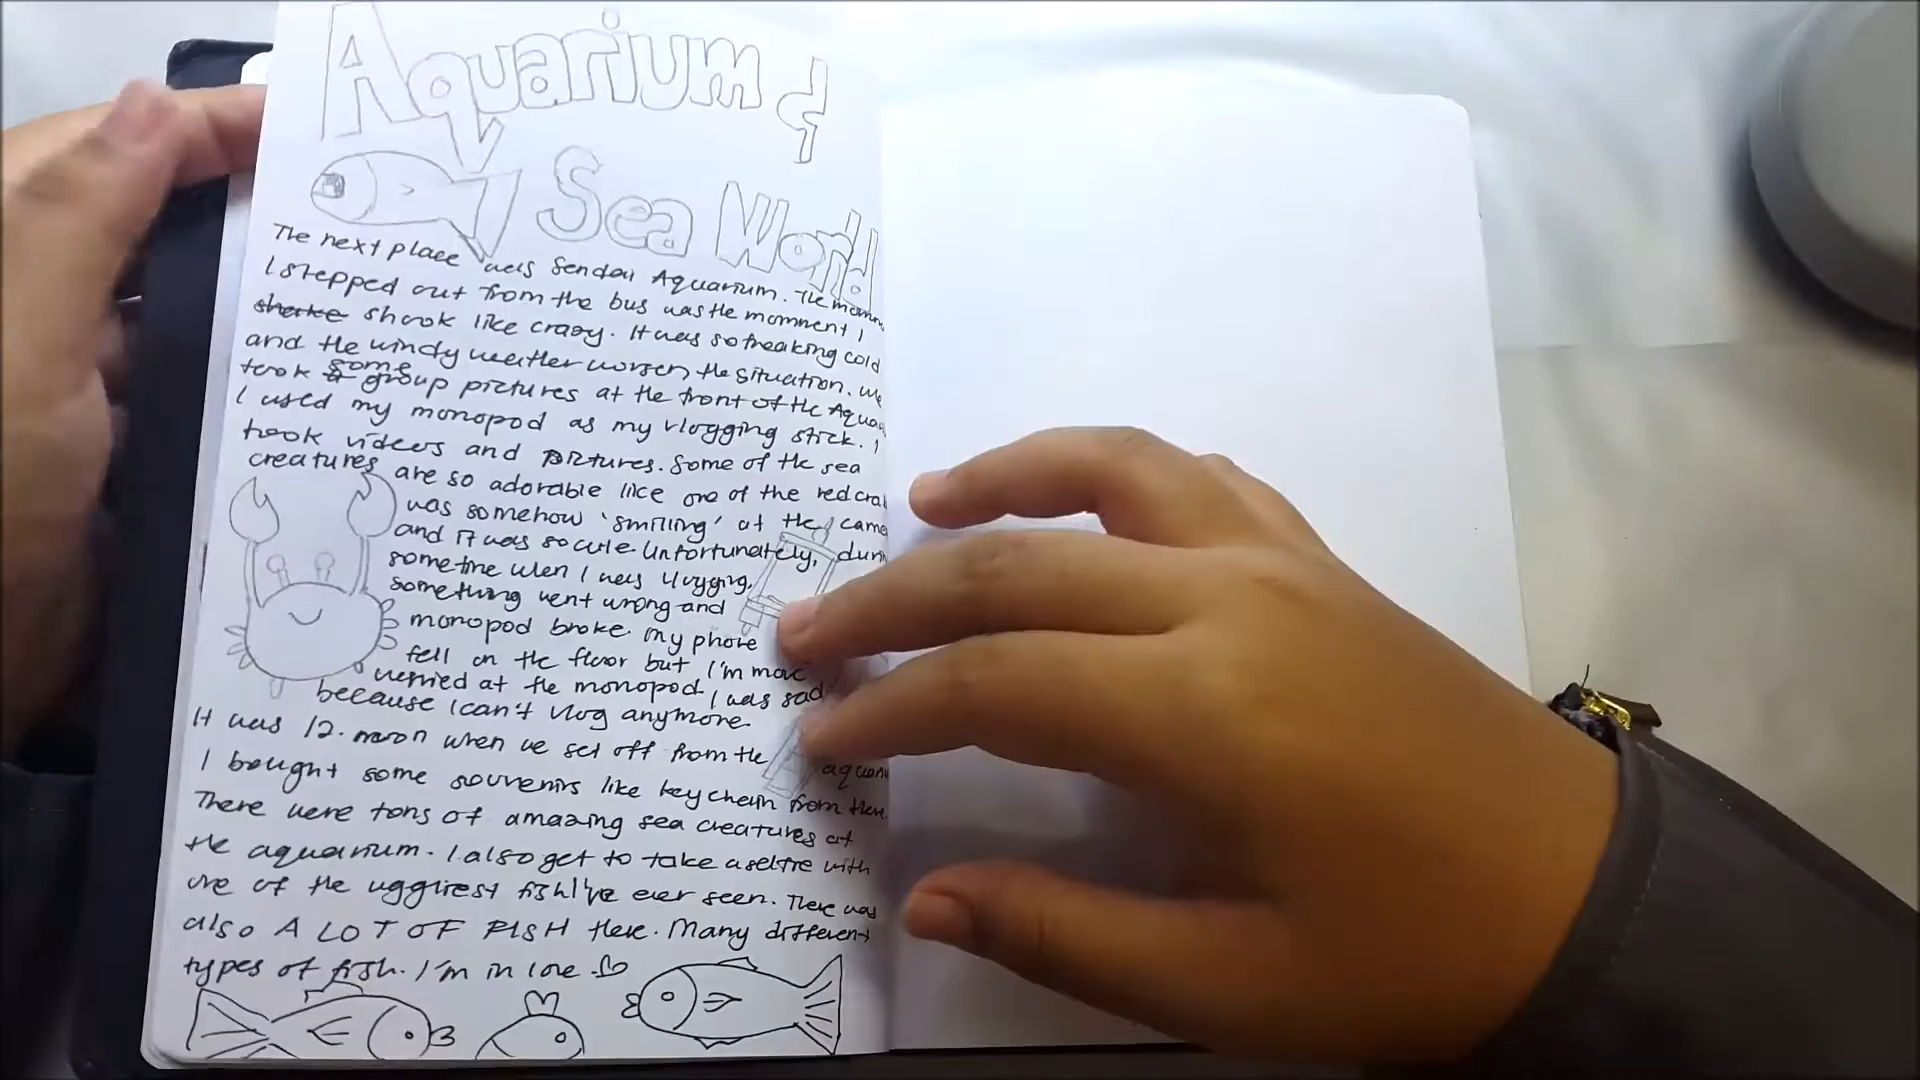 Aquarium &
Sea World
The next place was Sendai Aquarium. The
I stepped out from the bus was the momment I
shake shook like crazy. It was so freaking cold
and the windy weather worsen the situation. We
took some group pictures at the front of the
I used my monopod as my vlogging stick. I
took videos and pictures. Some of the sea
creatures are so adorable like one of the red
was somehow 'smiling' at the
and it was so cute. Unfortunately,
sometime when I was vlogging,
something went wrong and
monopod broke. My phone
fell on the floor but I'm more
worried at the monopod. I was sad
because I can't vlog anymore.
It was 12. noon when we set off from the
I bought some souvenirs like keychain from there.
There were tons of amazing sea creatures at
the aquarium. I also get to take a selfie with
one of the uggliest fish I've ever seen. There was
also A LOT OF FISH there. Many different
types of fish. I'm in love